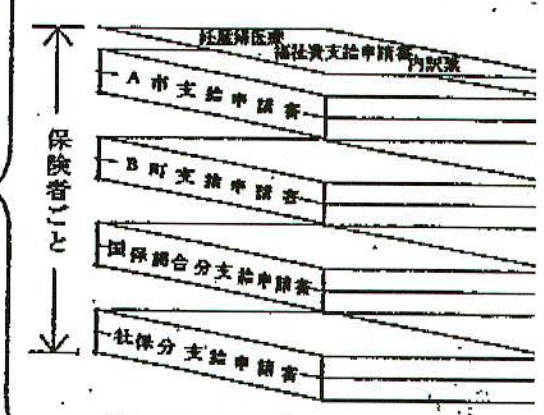 妊産婦医療
福祉費支給申請書
内訳票
A市支給申請書
B町支給申請書
国保組合分支給申請書
社保分支給申請書
保険者ごと